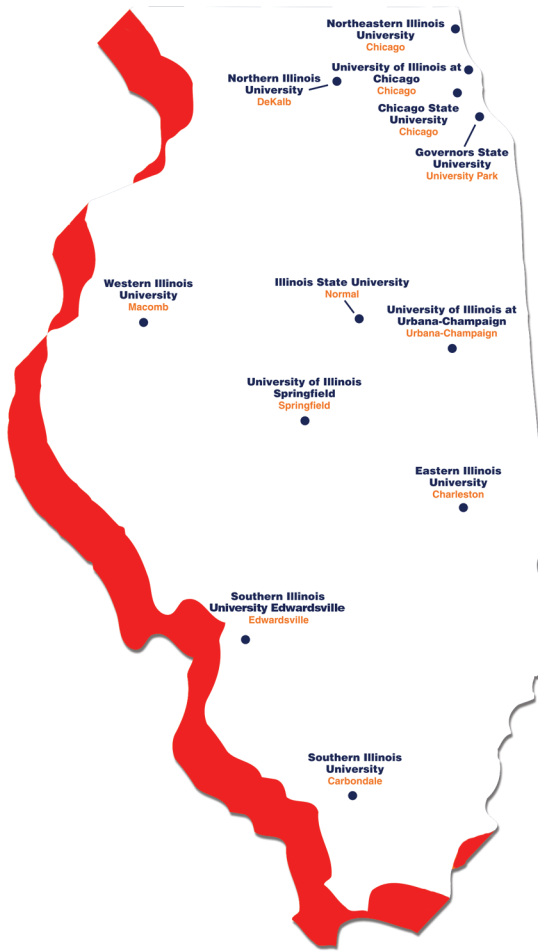 Northeastern Illinois
University
Chicago
University of Illinois at
Chicago
Chicago
Northern Illinois
University
DeKalb
Chicago State
University
Chicago
Governors State
University
University Park
Western Illinois
University
Macomb
Illinois State University
Normal
University of Illinois at
Urbana-Champaign
Urbana-Champaign
University of Illinois
Springfield
Springfield
Eastern Illinois
University
Charleston
Southern Illinois
University Edwardsville
Edwardsville
Southern Illinois
University
Carbondale